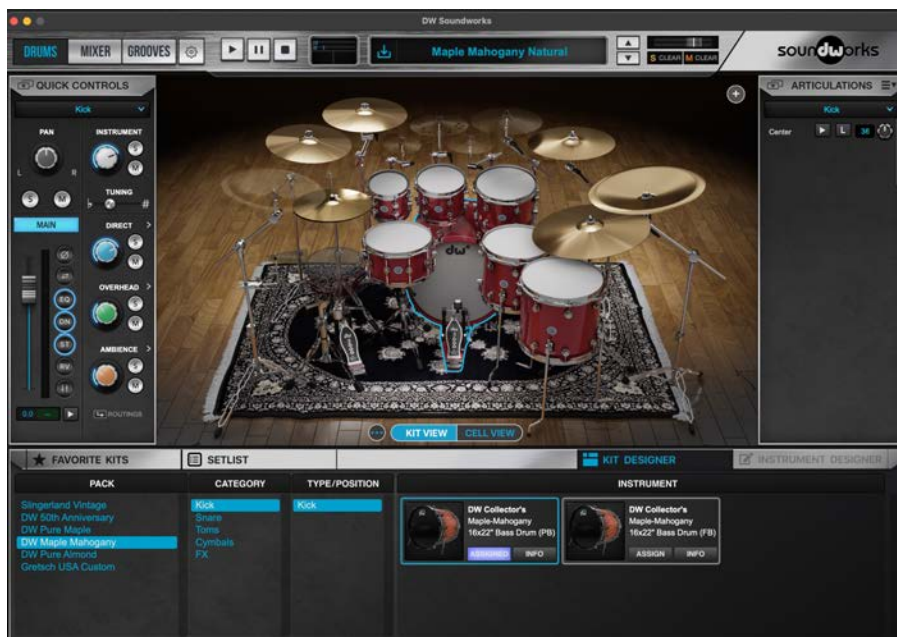 DW Soundworks
DRUMS MIXER GROOVES
Maple Mahogany Natural
S CLEAR M CLEAR
soundworks
QUICK CONTROLS
Kick
PAN INSTRUMENT
L R
S M
S M
TUNING
MAIN
DIRECT
S M
EQ
ON
ST
RV
OVERHEAD
S M
AMBIENCE
S M
0.0
ROUTINGS
dw
KIT VIEW CELL VIEW
ARTICULATIONS
Kick
Center L 36
FAVORITE KITS SETLIST KIT DESIGNER INSTRUMENT DESIGNER
PACK CATEGORY TYPE/POSITION INSTRUMENT
Slingerland Vintage
DW 50th Anniversary
DW Pure Maple
DW Maple Mahogany
DW Pure Almond
Gretsch USA Custom
Kick
Snare
Toms
Cymbals
FX
Kick
DW Collector's
Maple-Mahogany
16x22" Bass Drum (PB)
ASSIGNED INFO
DW Collector's
Maple-Mahogany
16x22" Bass Drum (FB)
ASSIGN INFO